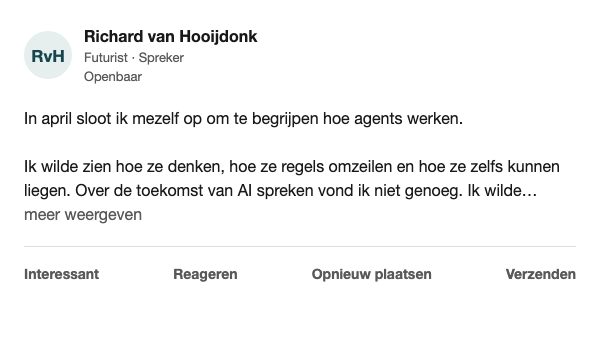 RvH
Richard van Hooijdonk
Futurist · Spreker
Openbaar
In april sloot ik mezelf op om te begrijpen hoe agents werken.
Ik wilde zien hoe ze denken, hoe ze regels omzeilen en hoe ze zelfs kunnen
liegen. Over de toekomst van AI spreken vond ik niet genoeg. Ik wilde…
meer weergeven
Interessant Reageren Opnieuw plaatsen Verzenden